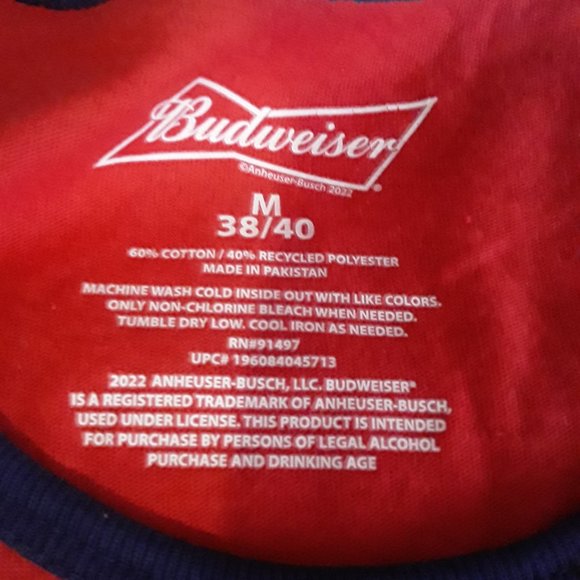 Budweiser
©Anheuser-Busch 2022
M
38/40
60% COTTON / 40% RECYCLED POLYESTER
MADE IN PAKISTAN
MACHINE WASH COLD INSIDE OUT WITH LIKE COLORS.
ONLY NON-CHLORINE BLEACH WHEN NEEDED.
TUMBLE DRY LOW. COOL IRON AS NEEDED.
RN#91497
UPC# 196084045713
2022 ANHEUSER-BUSCH, LLC. BUDWEISER®
IS A REGISTERED TRADEMARK OF ANHEUSER-BUSCH,
USED UNDER LICENSE. THIS PRODUCT IS INTENDED
FOR PURCHASE BY PERSONS OF LEGAL ALCOHOL
PURCHASE AND DRINKING AGE